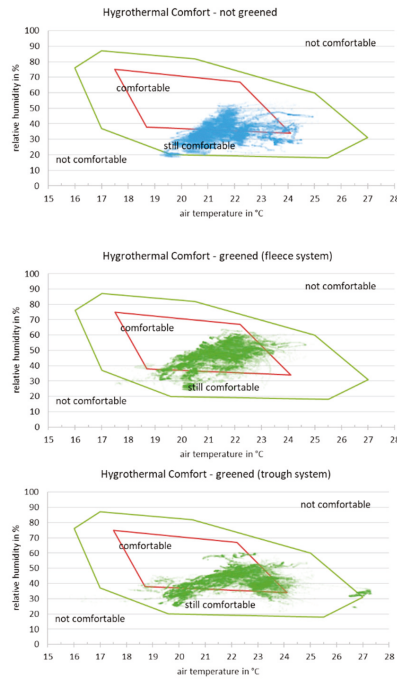 Hygrothermal Comfort - not greened
100
90
80
70
60
50
40
30
20
10
0
relative humidity in %
not comfortable
comfortable
still comfortable
not comfortable
15 16 17 18 19 20 21 22 23 24 25 26 27 28
air temperature in °C
Hygrothermal Comfort - greened (fleece system)
100
90
80
70
60
50
40
30
20
10
0
relative humidity in %
not comfortable
comfortable
still comfortable
not comfortable
15 16 17 18 19 20 21 22 23 24 25 26 27 28
air temperature in °C
Hygrothermal Comfort - greened (trough system)
100
90
80
70
60
50
40
30
20
10
0
relative humidity in %
not comfortable
comfortable
still comfortable
not comfortable
15 16 17 18 19 20 21 22 23 24 25 26 27 28
air temperature in °C